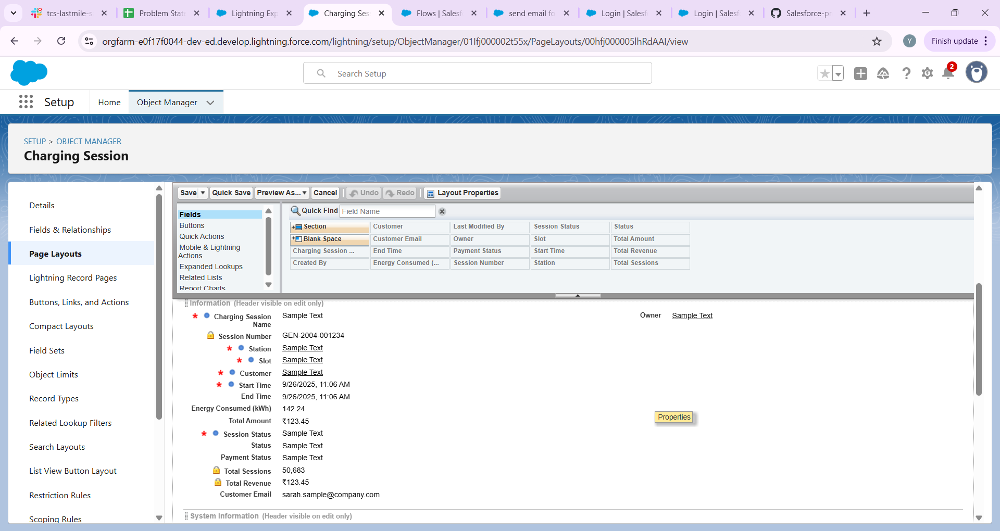 tcs-lastmile-s
Problem State
Lightning Exp
Charging Ses
Flows | Salesf
send email fo
Login | Salesf
Login | Salesf
Salesforce-pr
orgfarm-e0f17f0044-dev-ed.develop.lightning.force.com/lightning/setup/ObjectManager/01Ifj000002t55x/PageLayouts/00hfj000005lhRdAAI/view
Y
Finish update
Search Setup
2
Setup
Home
Object Manager
SETUP > OBJECT MANAGER
Charging Session
Details
Fields & Relationships
Page Layouts
Lightning Record Pages
Buttons, Links, and Actions
Compact Layouts
Field Sets
Object Limits
Record Types
Related Lookup Filters
Search Layouts
List View Button Layout
Restriction Rules
Scoping Rules
Save
Quick Save
Preview As...
Cancel
Undo
Redo
Layout Properties
Fields
Buttons
Quick Actions
Mobile & Lightning
Actions
Expanded Lookups
Related Lists
Report Charts
Quick Find Field Name
Section Customer Last Modified By Session Status Status
Blank Space Customer Email Owner Slot Total Amount
Charging Session ... End Time Payment Status Start Time Total Revenue
Created By Energy Consumed (... Session Number Station Total Sessions
Information (Header visible on edit only)
* Charging Session Name Sample Text
Owner Sample Text
Session Number GEN-2004-001234
* Station Sample Text
* Slot Sample Text
* Customer Sample Text
* Start Time 9/26/2025, 11:06 AM
End Time 9/26/2025, 11:06 AM
Energy Consumed (kWh) 142.24
Total Amount ₹123.45
Properties
* Session Status Sample Text
Status Sample Text
Payment Status Sample Text
Total Sessions 50,683
Total Revenue ₹123.45
Customer Email sarah.sample@company.com
System Information (Header visible on edit only)